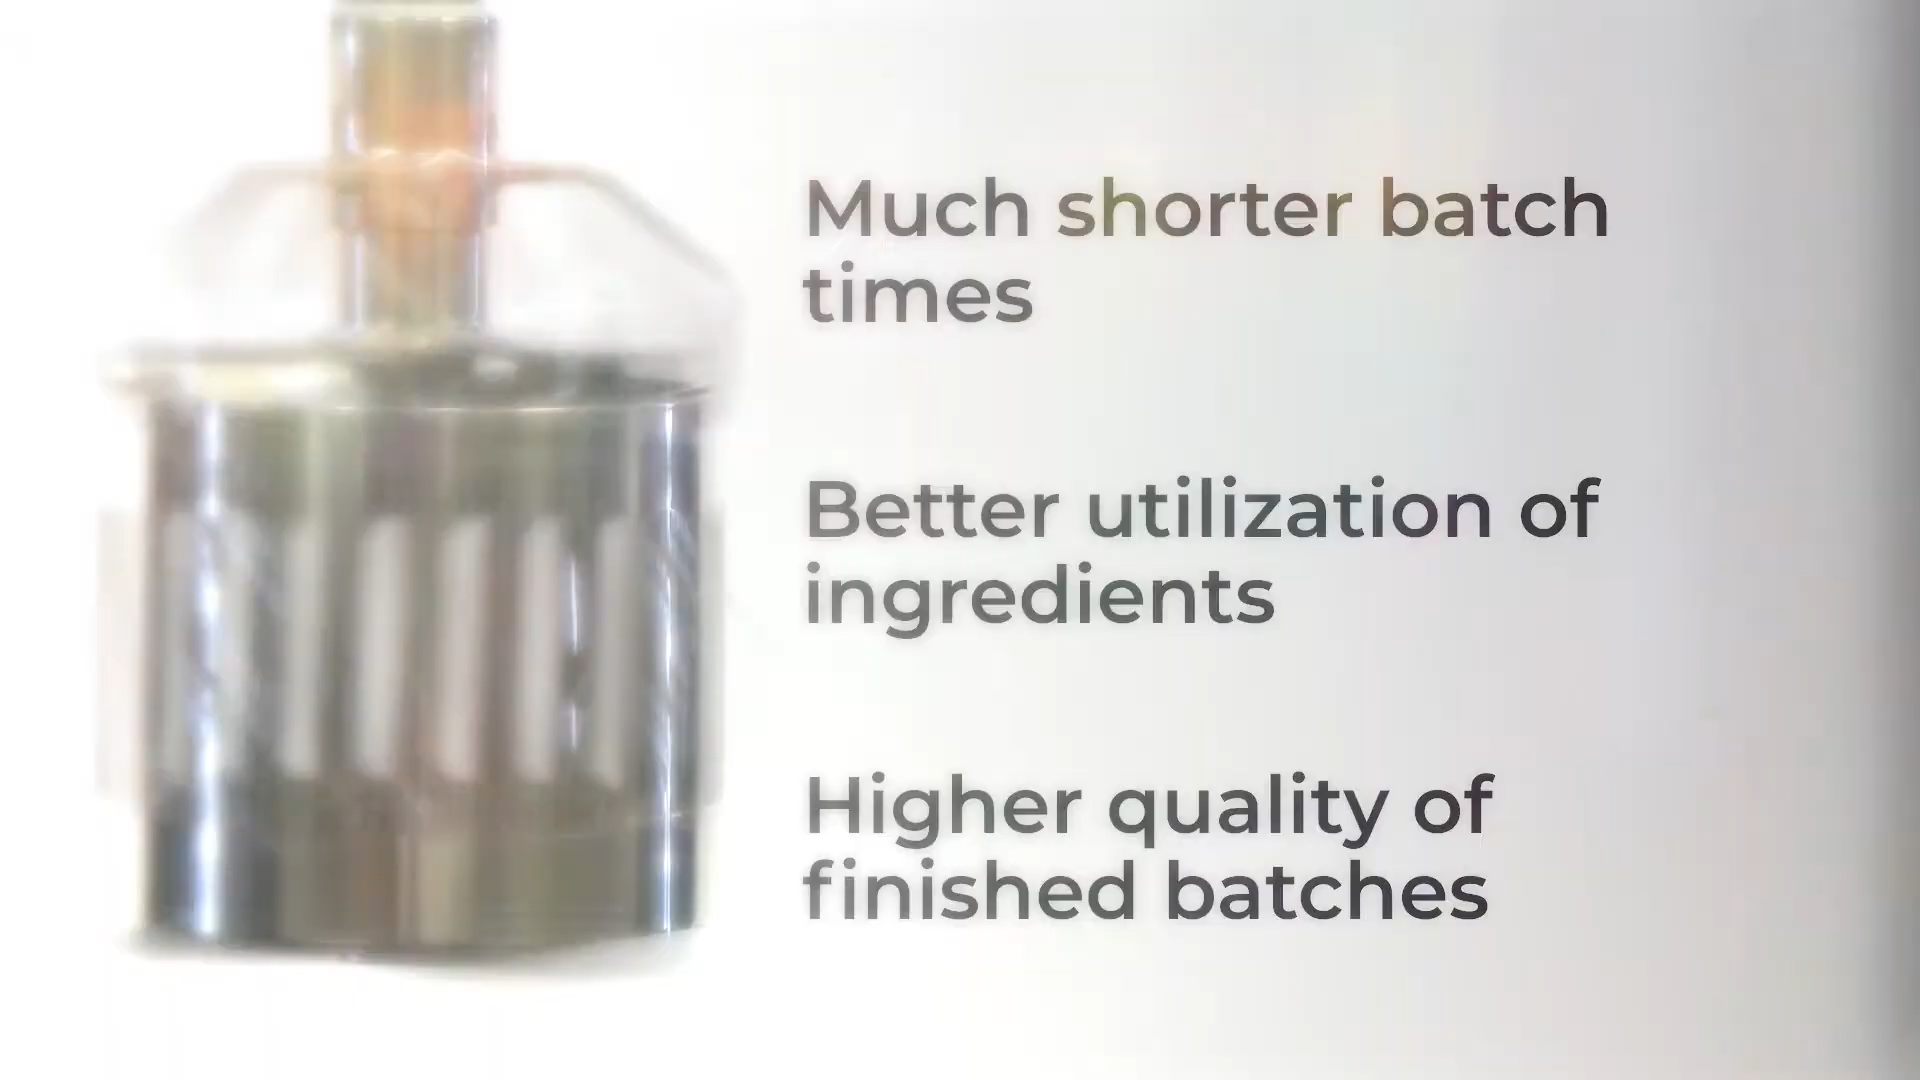 Much shorter batch
times
Better utilization of
ingredients
Higher quality of
finished batches